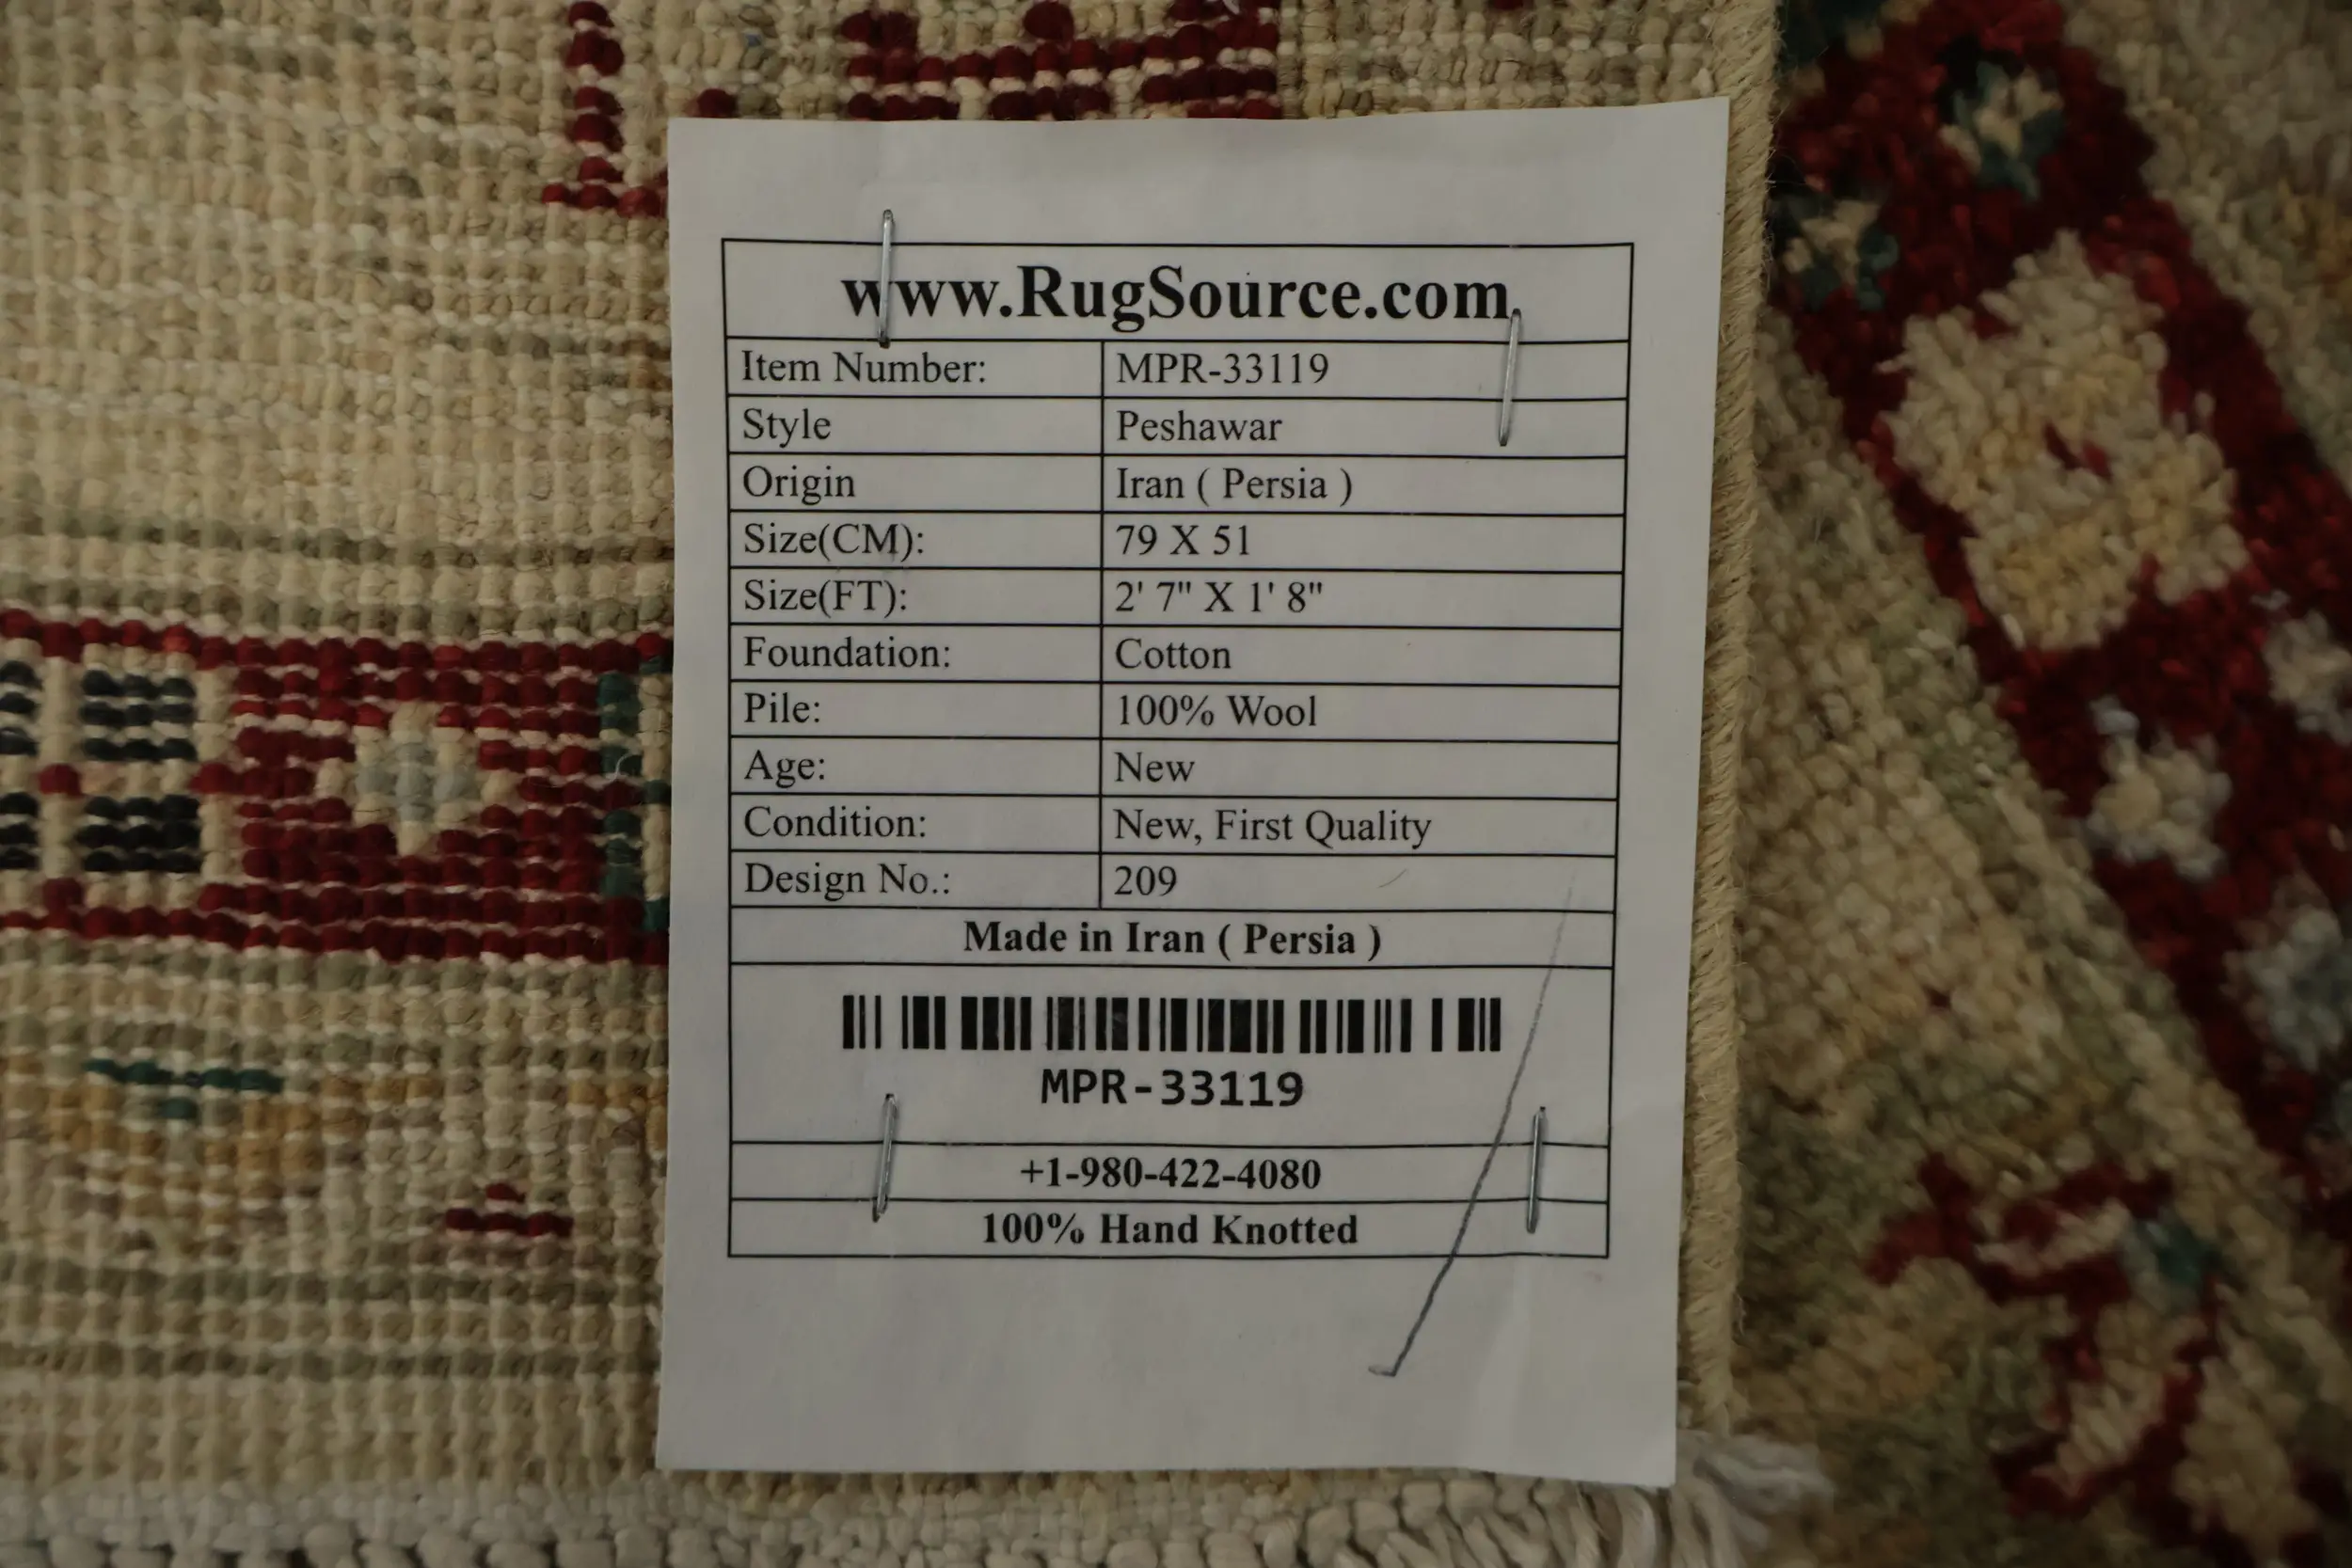 www.RugSource.com
Item Number: MPR-33119
Style Peshawar
Origin Iran ( Persia )
Size(CM): 79 X 51
Size(FT): 2' 7" X 1' 8"
Foundation: Cotton
Pile: 100% Wool
Age: New
Condition: New, First Quality
Design No.: 209
Made in Iran ( Persia )
MPR-33119
+1-980-422-4080
100% Hand Knotted